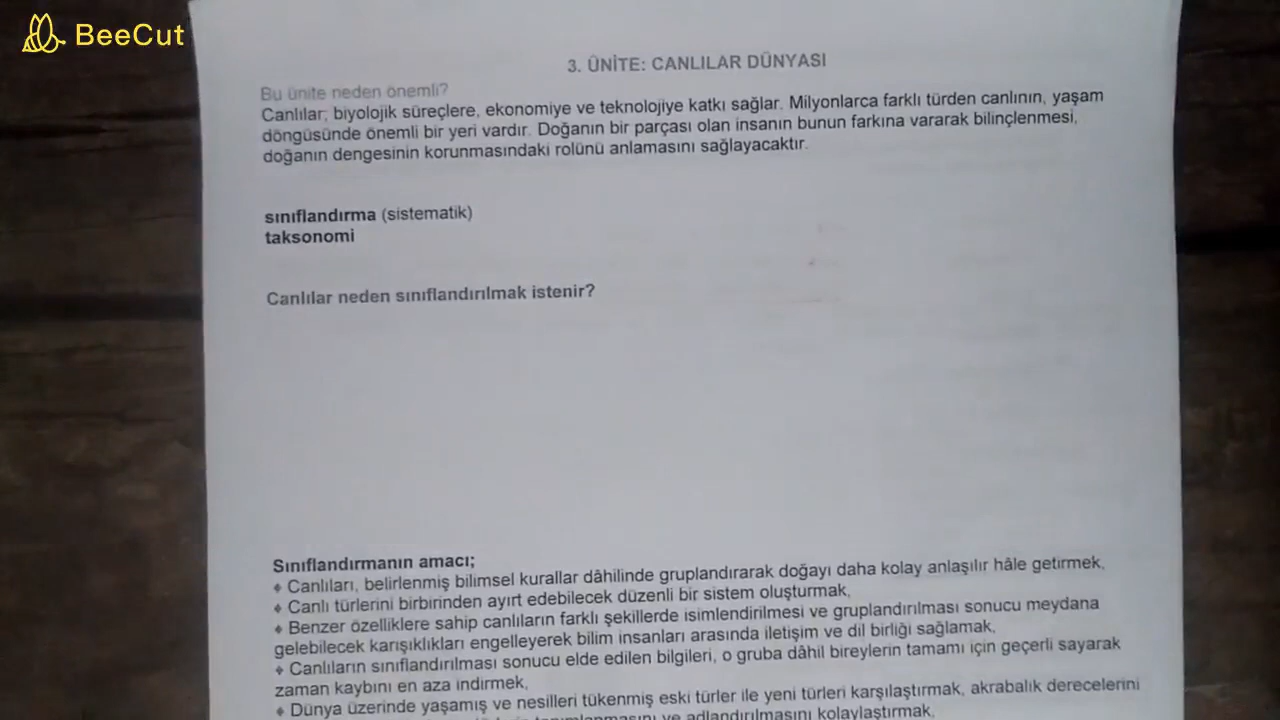 BeeCut
3. ÜNİTE: CANLILAR DÜNYASI
Bu ünite neden önemli?
Canlılar; biyolojik süreçlere, ekonomiye ve teknolojiye katkı sağlar. Milyonlarca farklı türden canlının, yaşam
döngüsünde önemli bir yeri vardır. Doğanın bir parçası olan insanın bunun farkına vararak bilinçlenmesi,
doğanın dengesinin korunmasındaki rolünü anlamasını sağlayacaktır.
sınıflandırma (sistematik)
taksonomi
Canlılar neden sınıflandırılmak istenir?
Sınıflandırmanın amacı;
♦ Canlıları, belirlenmiş bilimsel kurallar dâhilinde gruplandırarak doğayı daha kolay anlaşılır hâle getirmek,
♦ Canlı türlerini birbirinden ayırt edebilecek düzenli bir sistem oluşturmak,
♦ Benzer özelliklere sahip canlıların farklı şekillerde isimlendirilmesi ve gruplandırılması sonucu meydana
gelebilecek karışıklıkları engelleyerek bilim insanları arasında iletişim ve dil birliği sağlamak,
♦ Canlıların sınıflandırılması sonucu elde edilen bilgileri, o gruba dâhil bireylerin tamamı için geçerli sayarak
zaman kaybını en aza indirmek,
♦ Dünya üzerinde yaşamış ve nesilleri tükenmiş eski türler ile yeni türleri karşılaştırmak, akrabalık derecelerini
tanımlanmasını ve adlandırılmasını kolaylaştırmak,